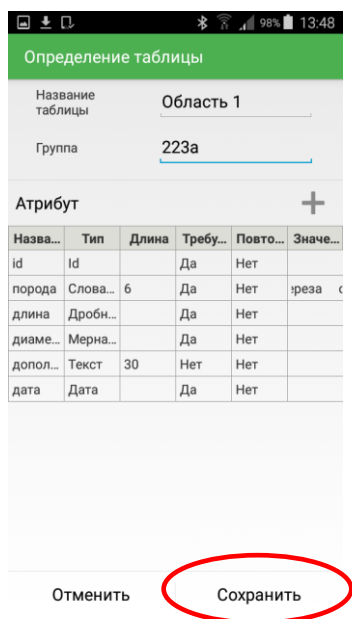 98% 13:48
Определение таблицы
Название
таблицы
Область 1
Группа
223а
Атрибут
Назва... Тип Длина Требу... Повто... Значе...
id Id Да Нет
порода Слова... 6 Да Нет ереза
длина Дробн... Да Нет
диаме... Мерна... Да Нет
допол... Текст 30 Нет Нет
дата Дата Да Нет
Отменить Сохранить